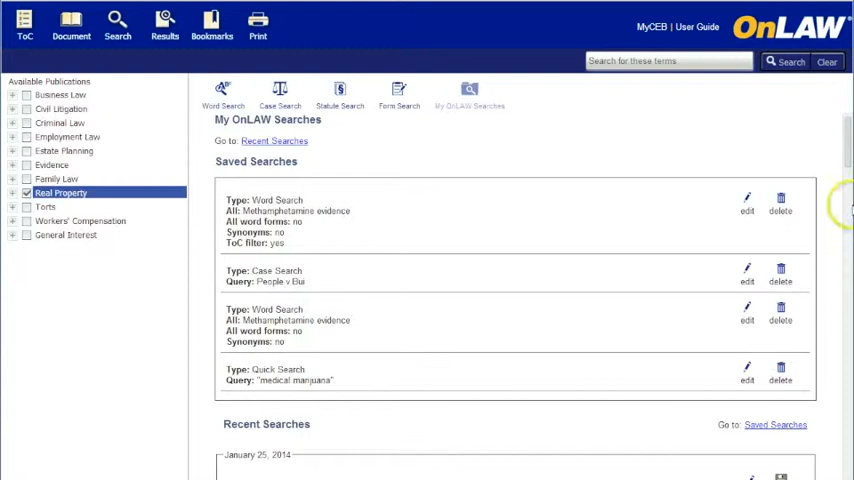 MyCEB | User Guide
OnLAW
ToC Document Search Results Bookmarks Print
Search for these terms Search Clear
Available Publications
Business Law
Civil Litigation
Criminal Law
Employment Law
Estate Planning
Evidence
Family Law
Real Property
Torts
Workers' Compensation
General Interest
Word Search Case Search Statute Search Form Search My OnLAW Searches
My OnLAW Searches
Go to: Recent Searches
Saved Searches
Type: Word Search
All: Methamphetamine evidence
All word forms: no
Synonyms: no
ToC filter: yes
edit delete
Type: Case Search
Query: People v Bui
edit delete
Type: Word Search
All: Methamphetamine evidence
All word forms: no
Synonyms: no
edit delete
Type: Quick Search
Query: "medical marijuana"
edit delete
Recent Searches Go to: Saved Searches
January 25, 2014